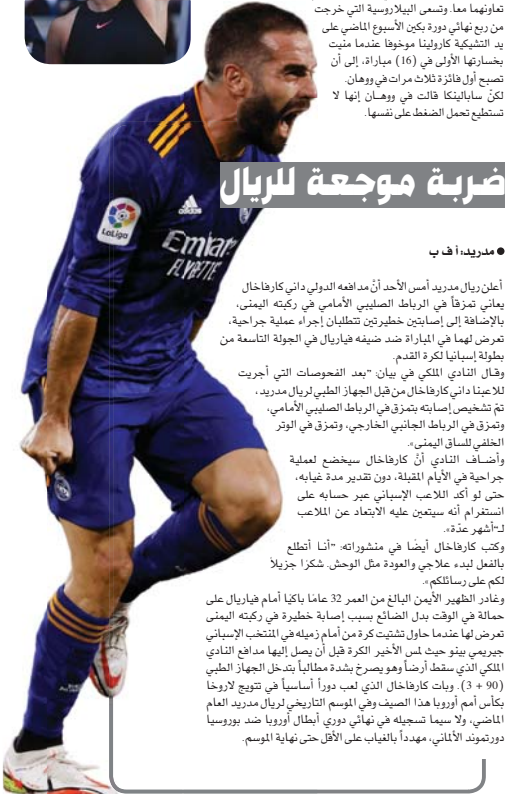 تعاونهما معا. وتسعى البيلاروسية التي خرجت
من ربع نهائي دورة بكين الأسبوع الماضي على
يد التشيكية كارولينا موخوفا عندما منيت
بخسارتها الأولى في (16) مباراة، إلى أن
تصبح أول فائزة ثلاث مرات في ووهان.
لكنّ سابالينكا قالت في ووهــان إنها لا
تستطيع تحمل الضغط على نفسها.
ضربة موجعة للريال
● مدريد: أ ف ب
أعلن ريال مدريد أمس الأحد أنّ مدافعه الدولي داني كارفاخال
يعاني تمزقاً في الرباط الصليبي الأمامي في ركبته اليمنى،
بالإضافة إلى إصابتين خطيرتين تتطلبان إجراء عملية جراحية،
تعرض لهما في المباراة ضد ضيفه فياريال في الجولة التاسعة من
بطولة إسبانيا لكرة القدم.
وقــال النادي الملكي في بيان: "بعد الفحوصات التي أجريت
للاعبنا داني كارفاخال من قبل الجهاز الطبي لريال مدريد،
تمّ تشخيص إصابته بتمزق في الرباط الصليبي الأمامي،
وتمزق في الرباط الجانبي الخارجي، وتمزق في الوتر
الخلفي للساق اليمنى».
وأضــاف النادي أنّ كارفاخال سيخضع لعملية
جراحية في الأيام المقبلة، دون تقدير مدة غيابه،
حتى لو أكد اللاعب الإسباني عبر حسابه على
انستغرام أنه سيتعين عليه الابتعاد عن الملاعب
لـ"أشهر عدّة».
وكتب كارفاخال أيضًا في منشوراته: "أنــا أتطلع
بالفعل لبدء علاجي والعودة مثل الوحش. شكرًا جزيلاً
لكم على رسائلكم».
وغادر الظهير الأيمن البالغ من العمر 32 عامًا باكيًا أمام فياريال على
حمالة في الوقت بدل الضائع بسبب إصابة خطيرة في ركبته اليمنى
تعرض لها عندما حاول تشتيت كرة من أمام زميله في المنتخب الإسباني
جيريمي بينو حيث لمس الأخير الكرة قبل أن يصل إليها مدافع النادي
الملكي الذي سقط أرضاً وهو يصرخ بشدة مطالباً بتدخل الجهاز الطبي
(90 + 3). وبات كارفاخال الذي لعب دوراً أساسياً في تتويج لاروخا
بكأس أمم أوروبا هذا الصيف وفي الموسم التاريخي لريال مدريد العام
الماضي، ولا سيما تسجيله في نهائي دوري أبطال أوروبا ضد بوروسيا
دورتموند الألماني، مهدداً بالغياب على الأقل حتى نهاية الموسم.
LaLiga
adidas
Emirates
FLY BETTER